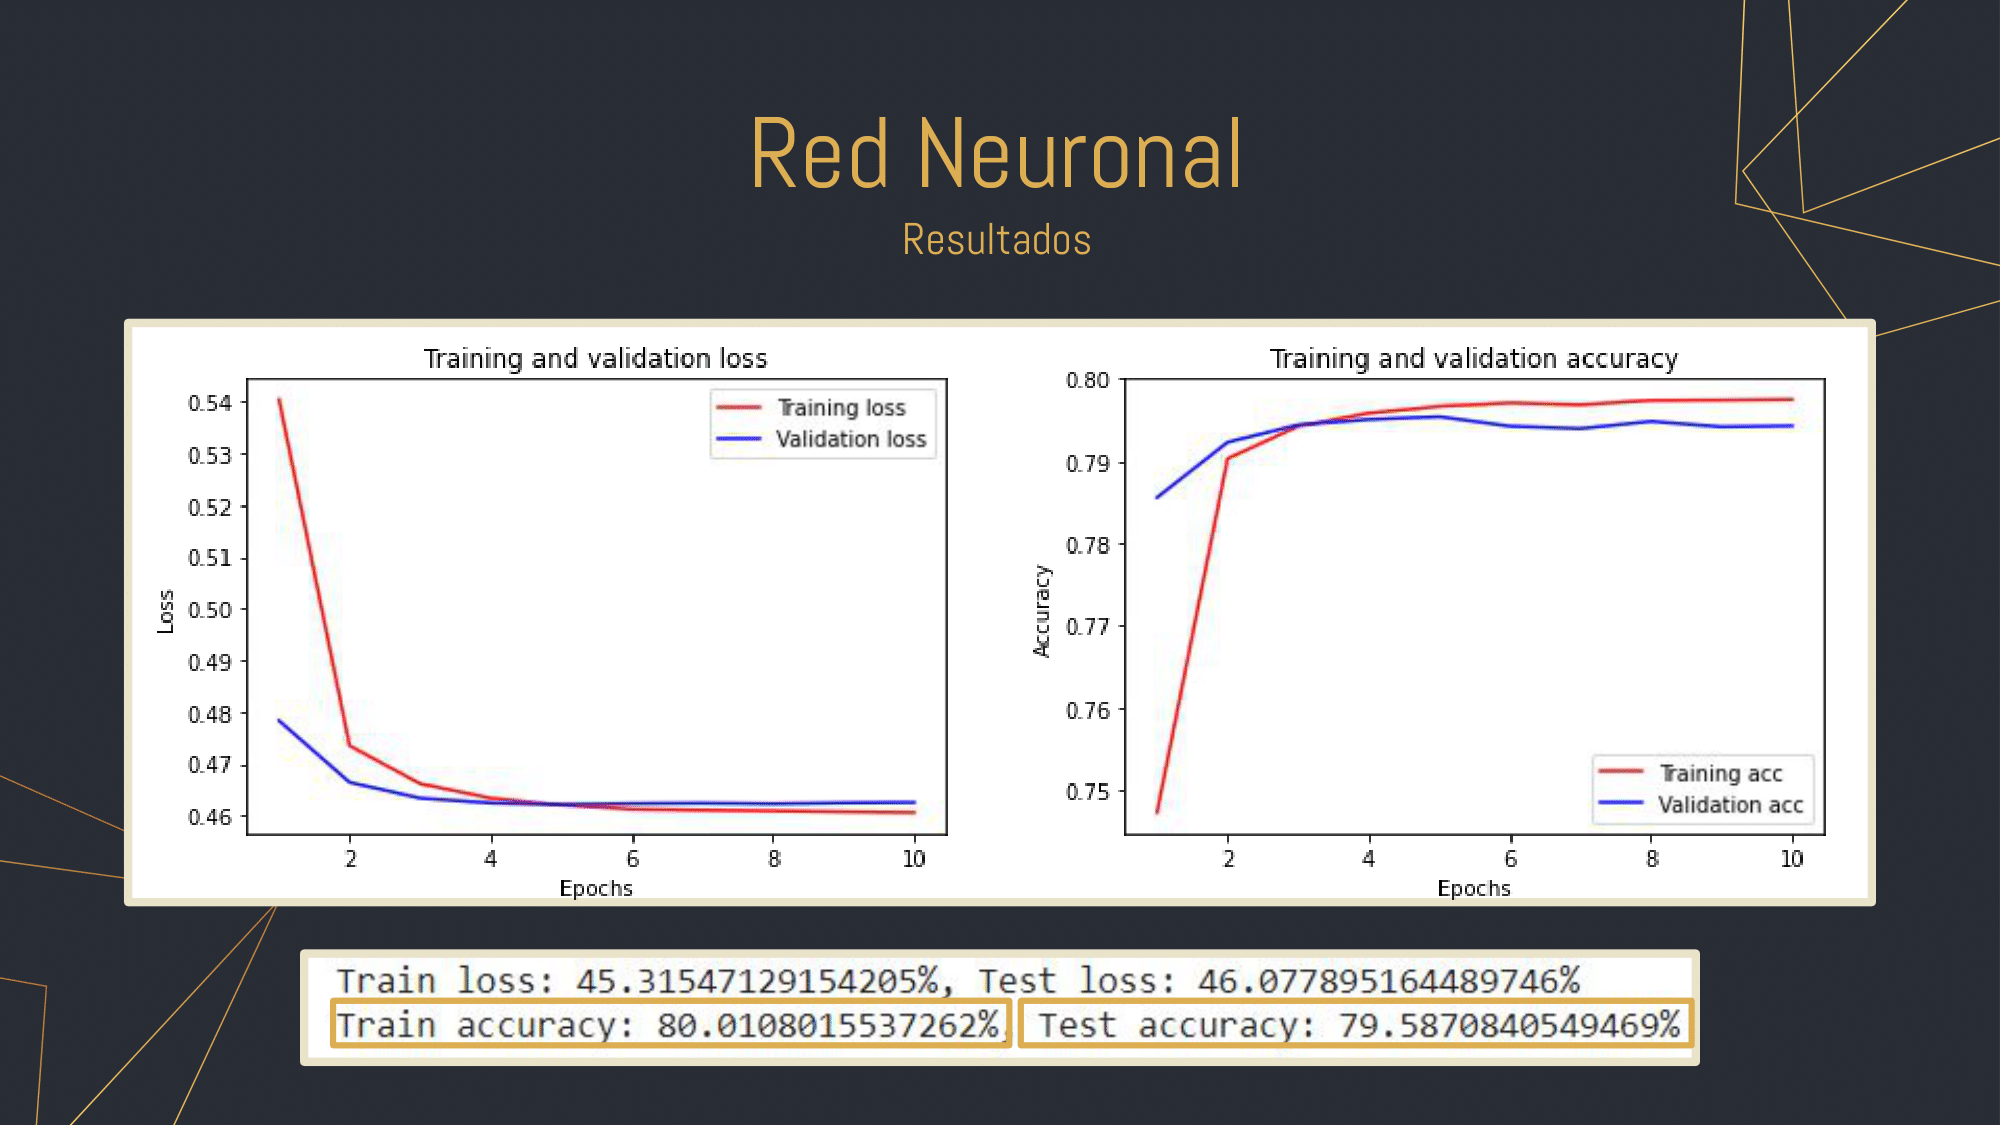 Red Neuronal
Resultados
Training and validation loss
Training loss
Validation loss
0.54
0.53
0.52
0.51
0.50
0.49
0.48
0.47
0.46
Loss
2 4 6 8 10
Epochs
Training and validation accuracy
0.80
0.79
0.78
0.77
0.76
0.75
Accuracy
Training acc
Validation acc
2 4 6 8 10
Epochs
Train loss: 45.31547129154205%, Test loss: 46.077895164489746%
Train accuracy: 80.0108015537262%, Test accuracy: 79.5870840549469%